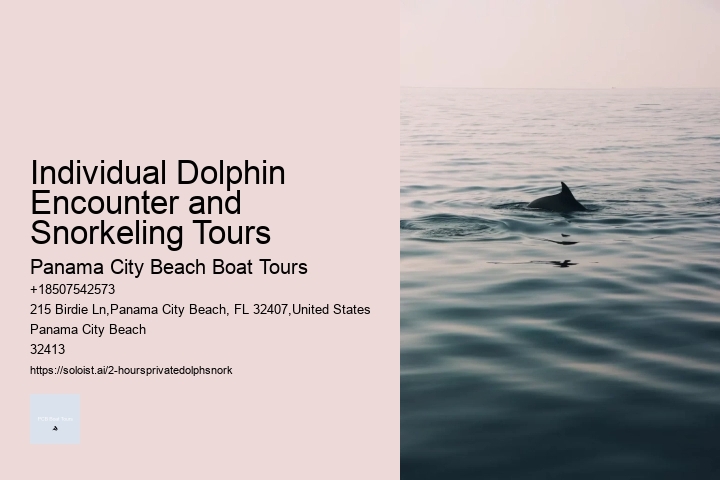 Individual Dolphin
Encounter and
Snorkeling Tours
Panama City Beach Boat Tours
+18507542573
215 Birdie Ln,Panama City Beach, FL 32407,United States
Panama City Beach
32413
https://soloist.ai/2-hoursprivatedolphsnork